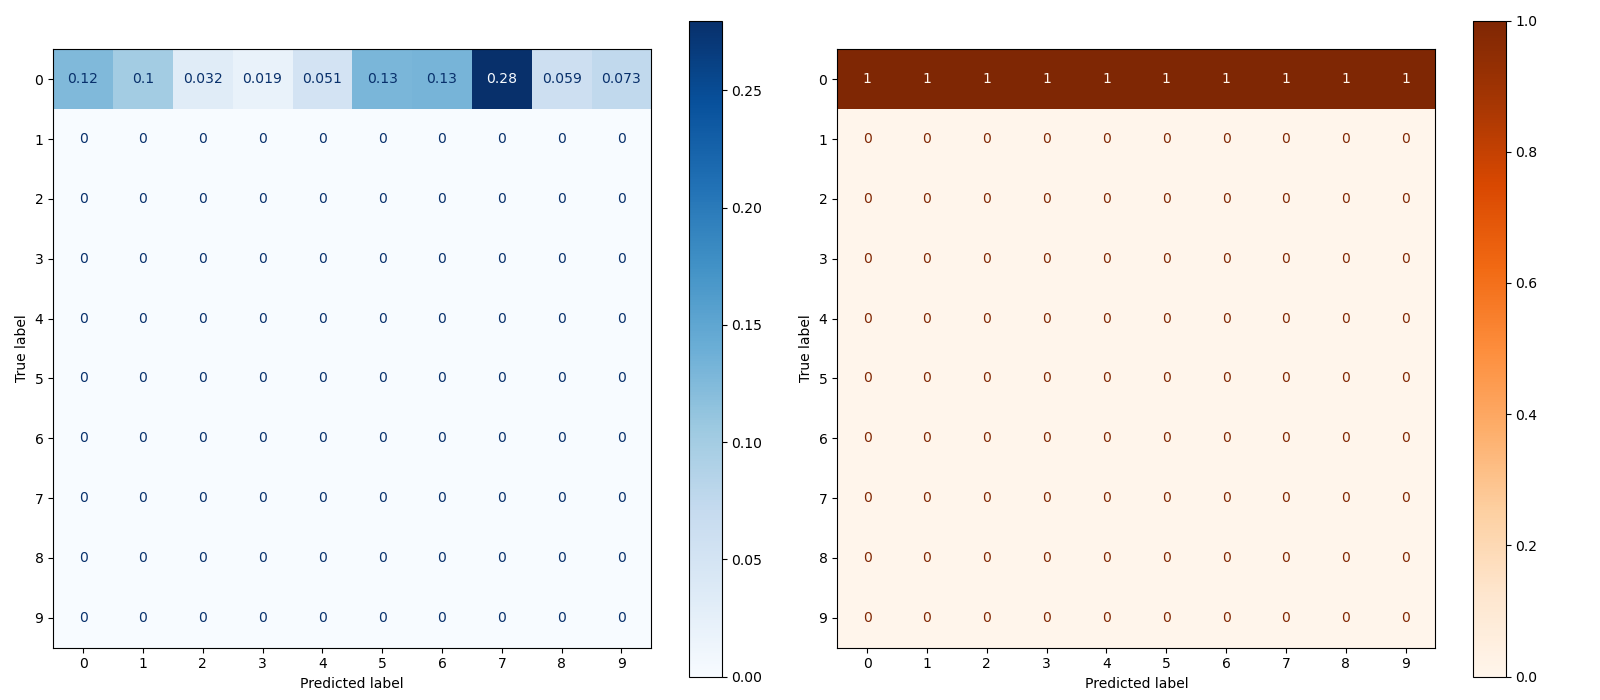 0 0.12 0.1 0.032 0.019 0.051 0.13 0.13 0.28 0.059 0.073
1 0 0 0 0 0 0 0 0 0 0
2 0 0 0 0 0 0 0 0 0 0
3 0 0 0 0 0 0 0 0 0 0
4 0 0 0 0 0 0 0 0 0 0
5 0 0 0 0 0 0 0 0 0 0
6 0 0 0 0 0 0 0 0 0 0
7 0 0 0 0 0 0 0 0 0 0
8 0 0 0 0 0 0 0 0 0 0
9 0 0 0 0 0 0 0 0 0 0
0 1 2 3 4 5 6 7 8 9
Predicted label
True label
0.25
0.20
0.15
0.10
0.05
0.00
0 1 1 1 1 1 1 1 1 1 1
1 0 0 0 0 0 0 0 0 0 0
2 0 0 0 0 0 0 0 0 0 0
3 0 0 0 0 0 0 0 0 0 0
4 0 0 0 0 0 0 0 0 0 0
5 0 0 0 0 0 0 0 0 0 0
6 0 0 0 0 0 0 0 0 0 0
7 0 0 0 0 0 0 0 0 0 0
8 0 0 0 0 0 0 0 0 0 0
9 0 0 0 0 0 0 0 0 0 0
0 1 2 3 4 5 6 7 8 9
Predicted label
True label
1.0
0.8
0.6
0.4
0.2
0.0